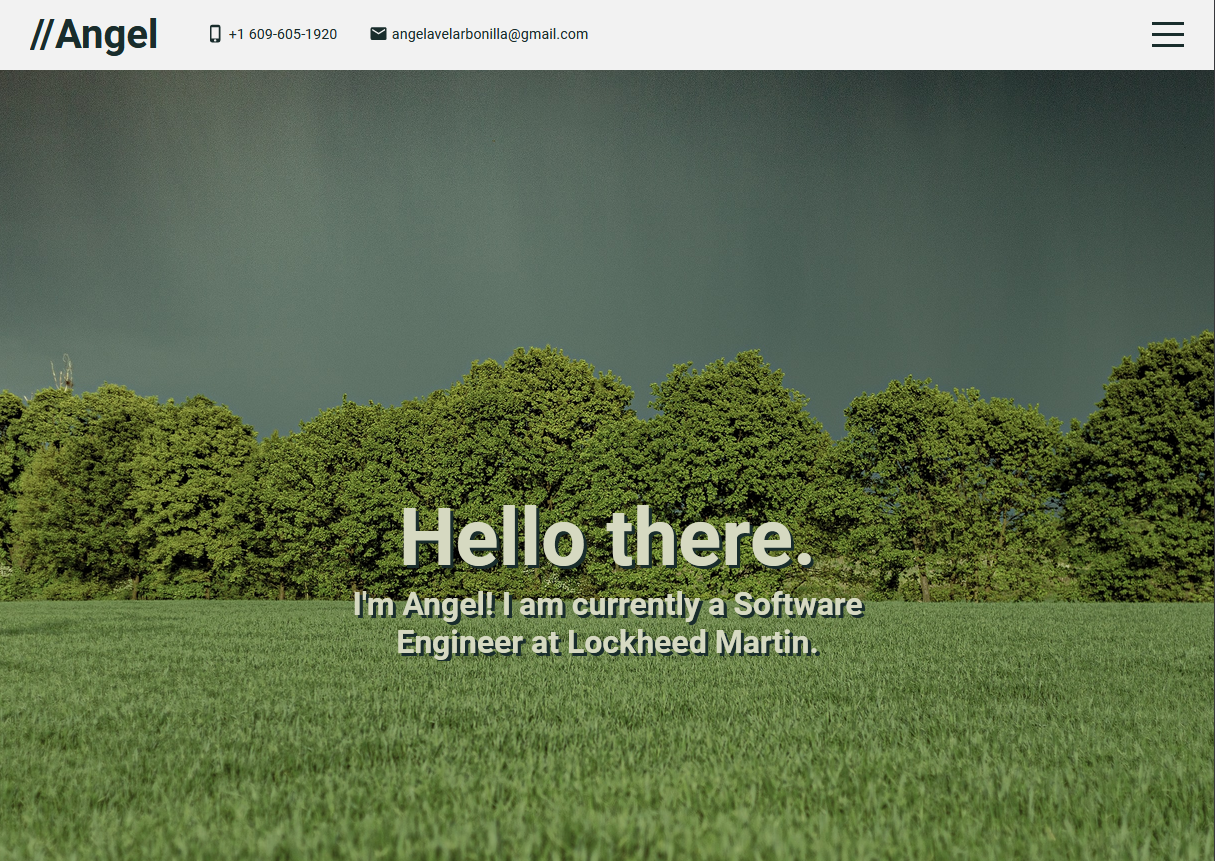 //Angel
+1 609-605-1920
angelavelarbonilla@gmail.com
Hello there.
I'm Angel! I am currently a Software
Engineer at Lockheed Martin.